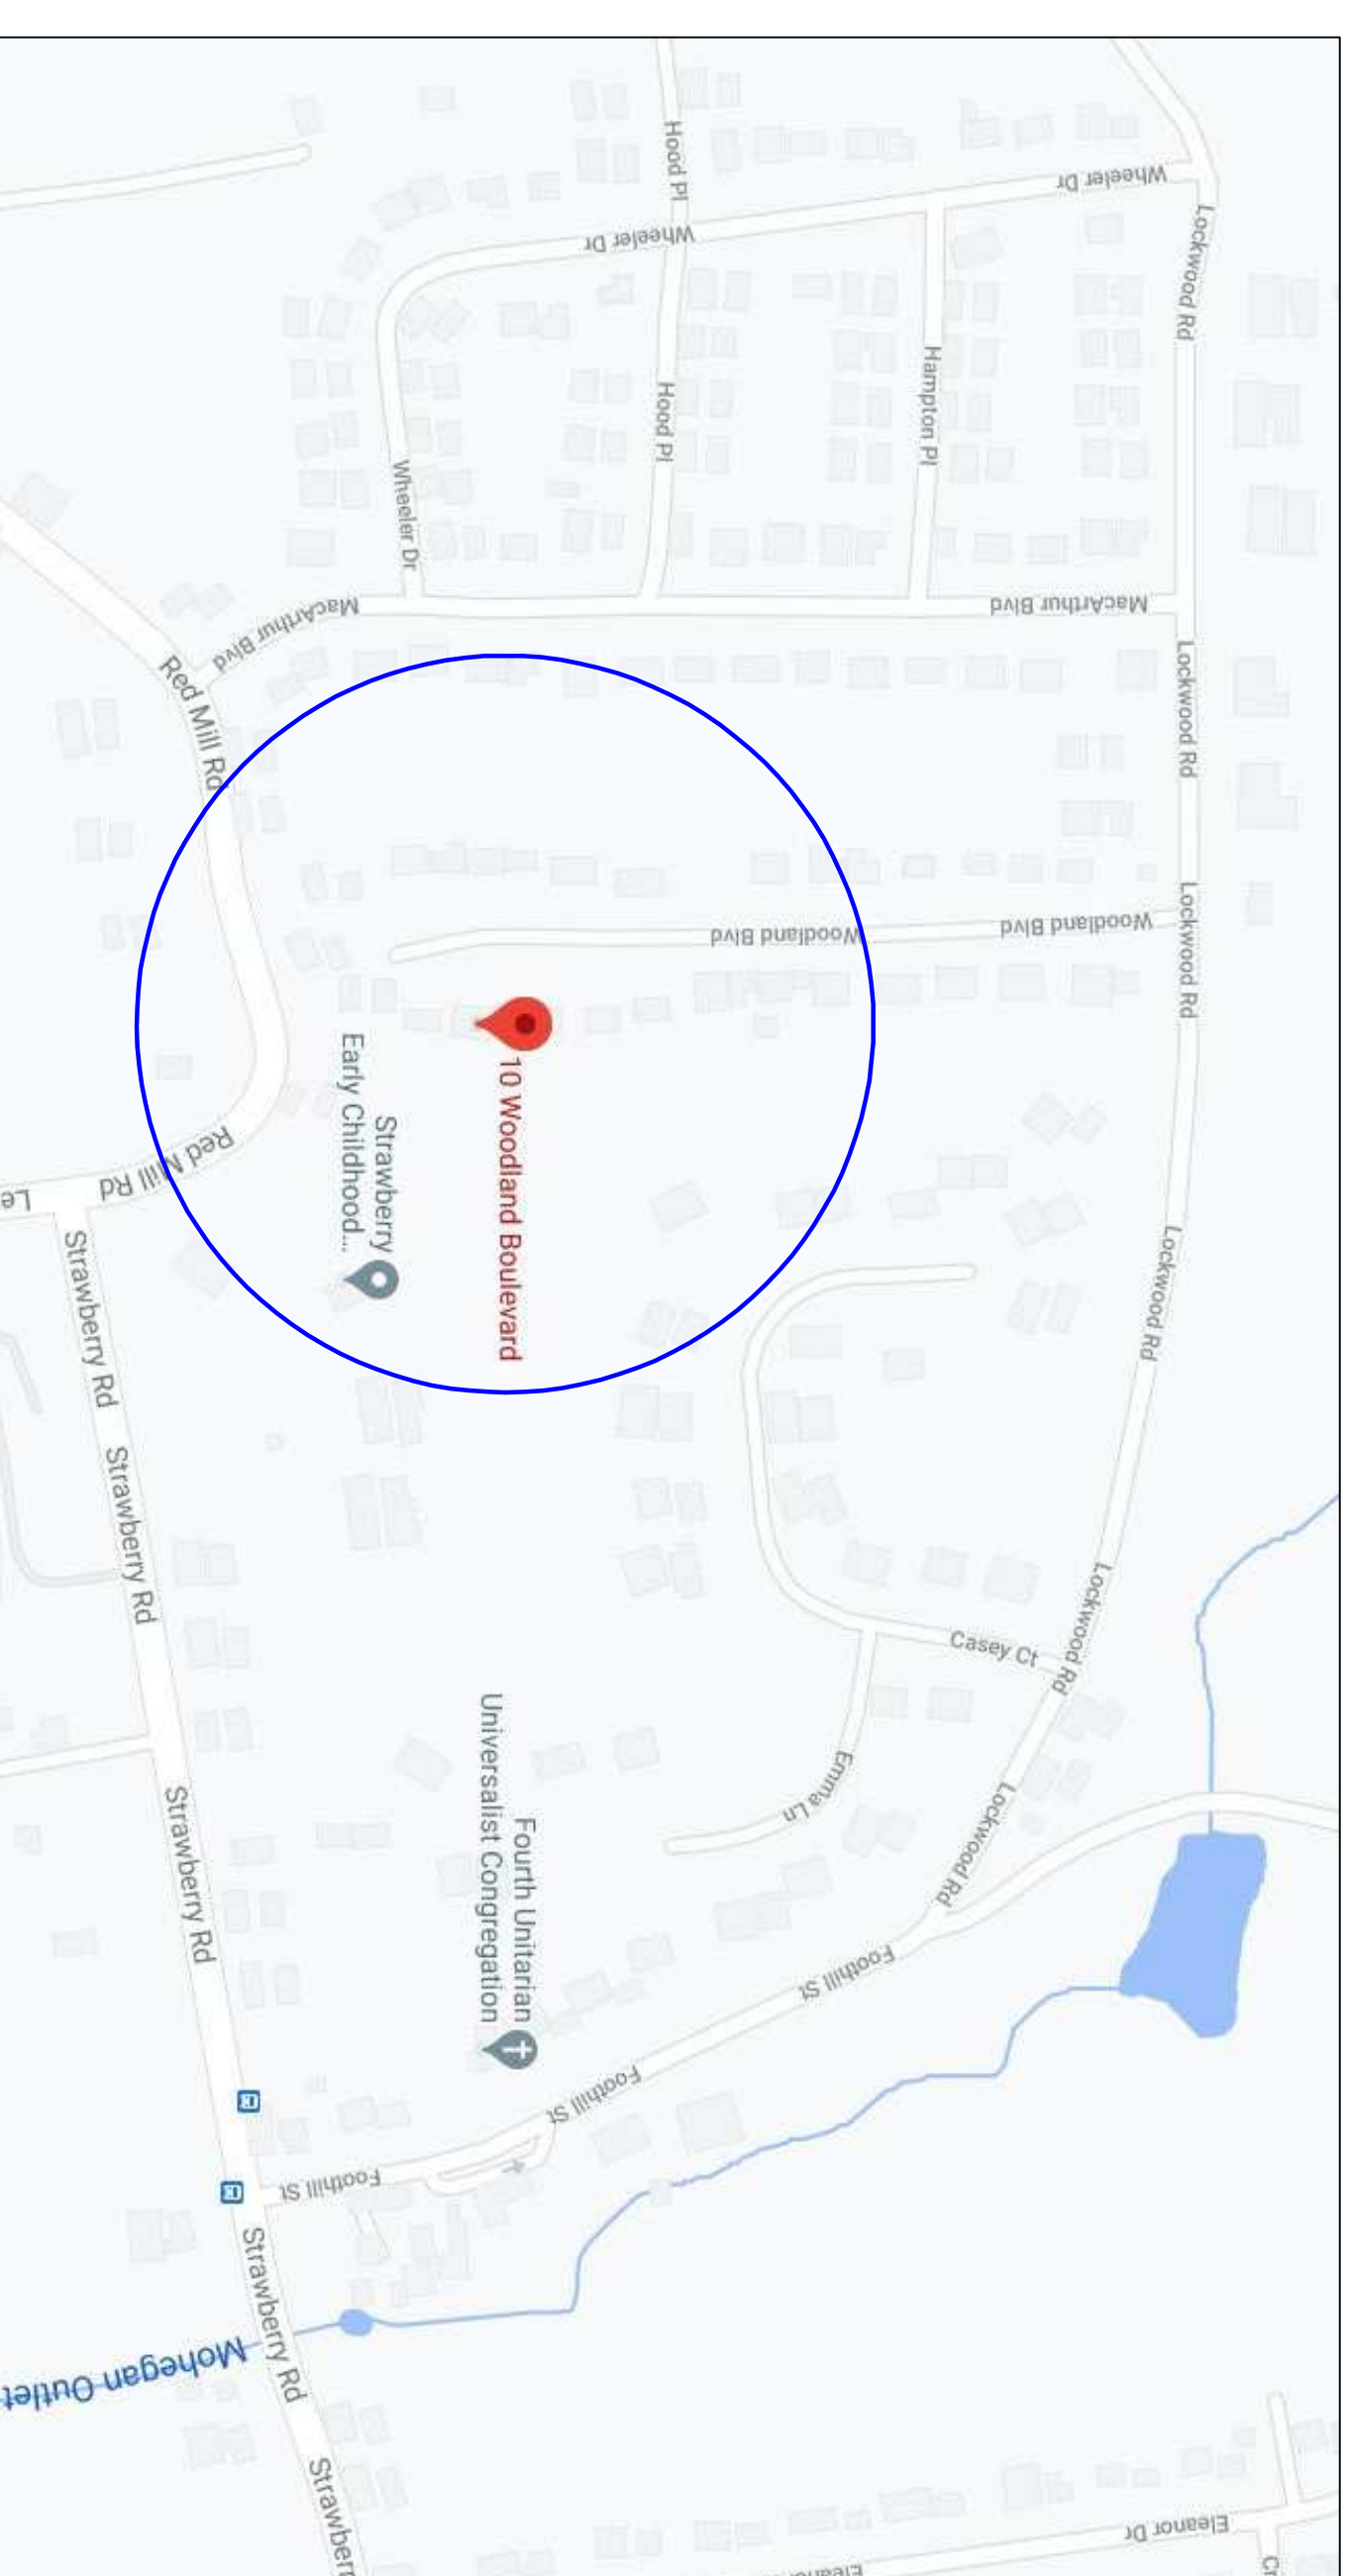 Hood Pl
Wheeler Dr
Wheeler Dr
Lockwood Rd
Hampton Pl
Hood Pl
Wheeler Dr
MacArthur Blvd
MacArthur Blvd
Lockwood Rd
Red Mill Rd
Lockwood Rd
Woodland Blvd
Woodland Blvd
10 Woodland Boulevard
Strawberry
Early Childhood...
Red Mill Rd
Le
Strawberry Rd
Lockwood Rd
Strawberry Rd
Lockwood Rd
Casey Ct
Emma Ln
Lockwood Rd
Strawberry Rd
Fourth Unitarian
Universalist Congregation
Foothill St
Foothill St
Foothill St
Strawberry Rd
Mohegan Outlet
Strawberr
Eleanor Dr
Eleanor